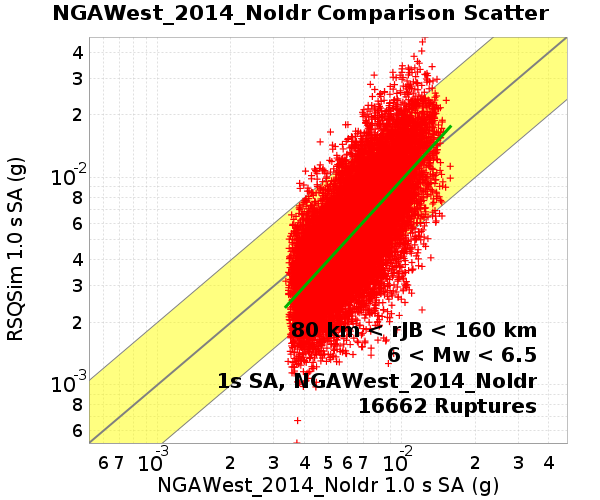 NGAWest_2014_NoIdr Comparison Scatter
4
3
2
10-2
8
6
4
3
2
10-3
8
6
RSQSim 1.0 s SA (g)
80 km < rJB < 160 km
6 < Mw < 6.5
1s SA, NGAWest_2014_NoIdr
16662 Ruptures
6 7 10-3 2 3 4 5 6 7 10-2 2 3 4
NGAWest_2014_NoIdr 1.0 s SA (g)